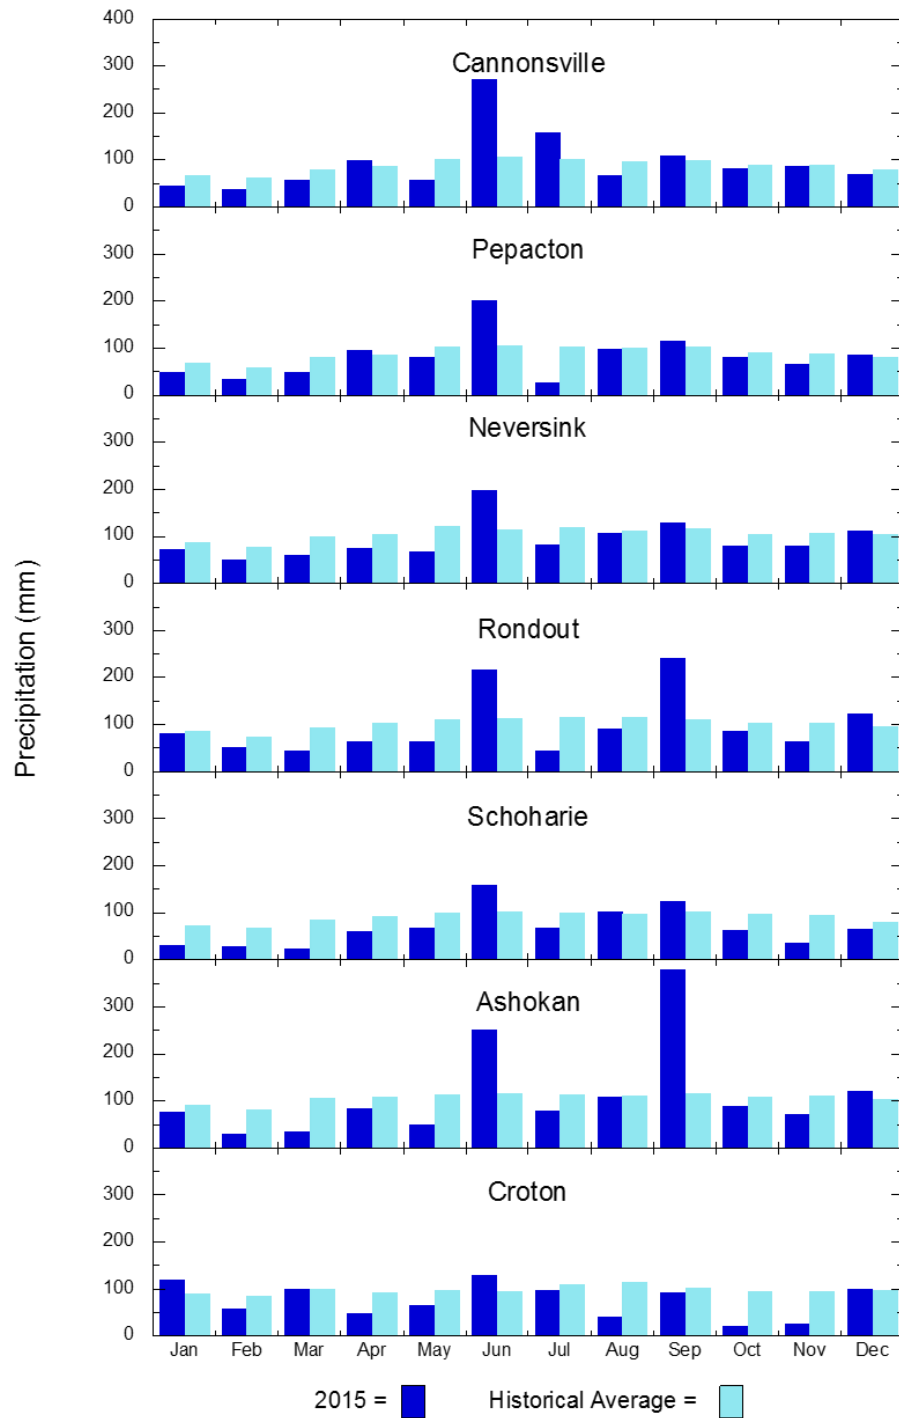 400
300
Cannonsville
200
100
0
300
Pepacton
200
100
0
300
Neversink
200
100
0
Precipitation (mm)
300
Rondout
200
100
0
300
Schoharie
200
100
0
300
Ashokan
200
100
0
300
Croton
200
100
0
Jan Feb Mar Apr May Jun Jul Aug Sep Oct Nov Dec
2015 = Historical Average =